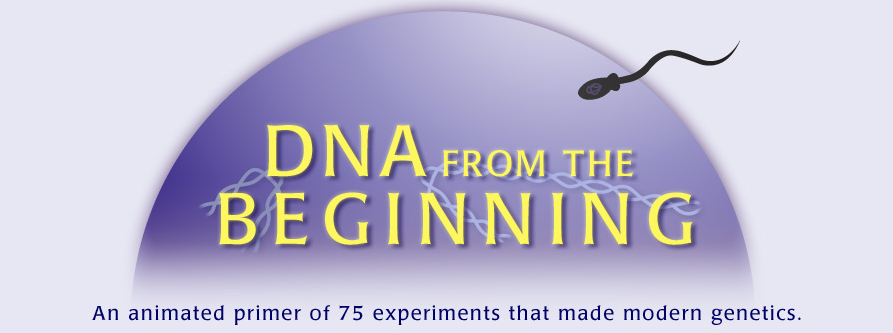 DNA FROM THE
BEGINNING
An animated primer of 75 experiments that made modern genetics.